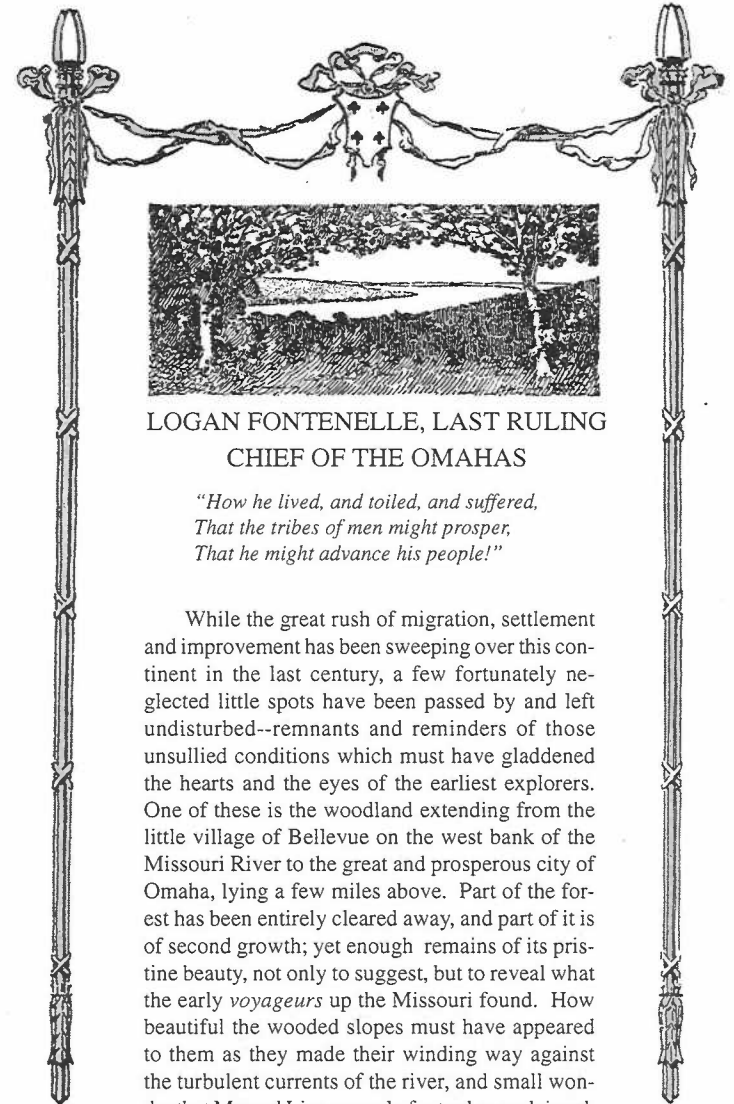 LOGAN FONTENELLE, LAST RULING
CHIEF OF THE OMAHAS
"How he lived, and toiled, and suffered,
That the tribes of men might prosper,
That he might advance his people!"
While the great rush of migration, settlement
and improvement has been sweeping over this con-
tinent in the last century, a few fortunately ne-
glected little spots have been passed by and left
undisturbed--remnants and reminders of those
unsullied conditions which must have gladdened
the hearts and the eyes of the earliest explorers.
One of these is the woodland extending from the
little village of Bellevue on the west bank of the
Missouri River to the great and prosperous city of
Omaha, lying a few miles above. Part of the for-
est has been entirely cleared away, and part of it is
of second growth; yet enough remains of its pris-
tine beauty, not only to suggest, but to reveal what
the early voyageurs up the Missouri found. How
beautiful the wooded slopes must have appeared
to them as they made their winding way against
the turbulent currents of the river, and small won-